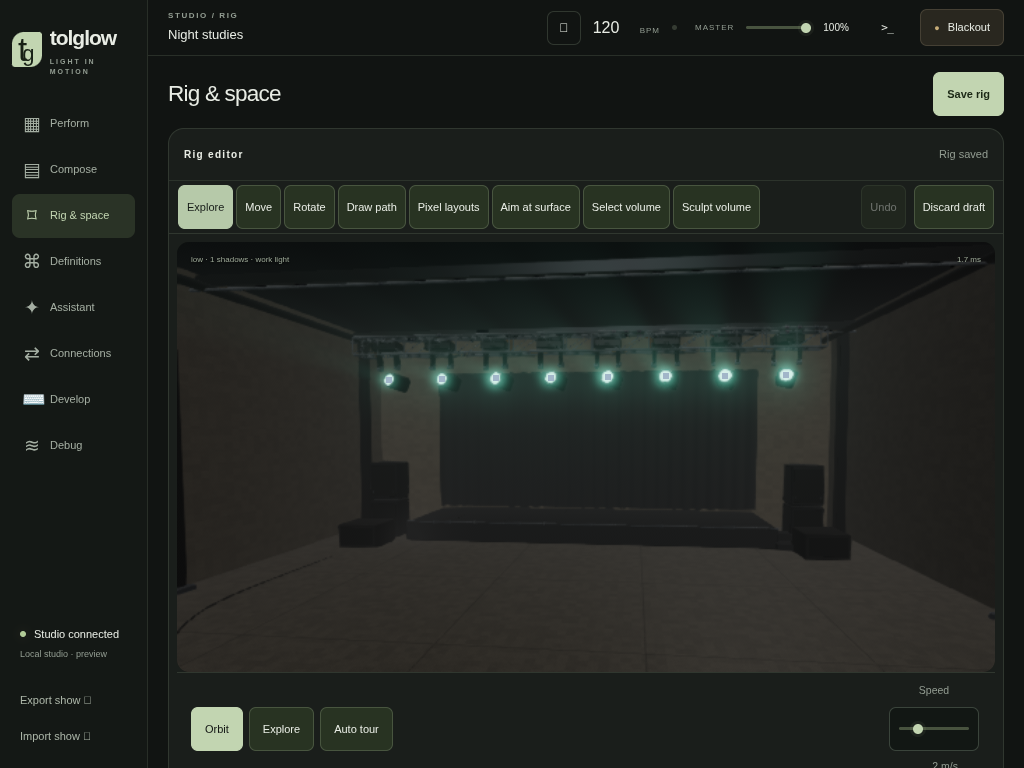 tg
tolglow
LIGHT IN
MOTION
Perform
Compose
Rig & space
Definitions
Assistant
Connections
Develop
Debug
Studio connected
Local studio · preview
Export show
Import show
STUDIO / RIG
Night studies
120 BPM
MASTER 100%
>_
Blackout
Rig & space
Save rig
Rig editor
Rig saved
Explore
Move
Rotate
Draw path
Pixel layouts
Aim at surface
Select volume
Sculpt volume
Undo
Discard draft
low · 1 shadows · work light
1.7 ms
Speed
Orbit
Explore
Auto tour
2 m/s